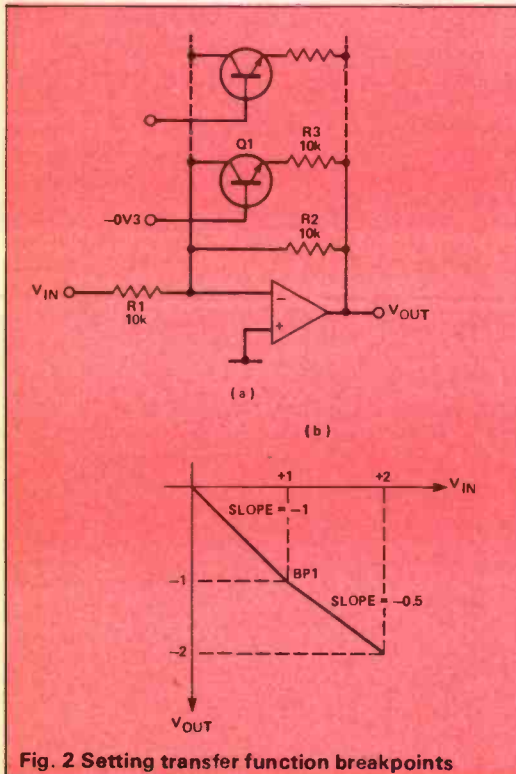 Q1
R3
10k
-0V3
R2
10k
VIN
R1
10k
-
+
VOUT
(a)
(b)
+1
+2
VIN
SLOPE = -1
-1
BP1
SLOPE = -0.5
-2
VOUT
Fig. 2 Setting transfer function breakpoints